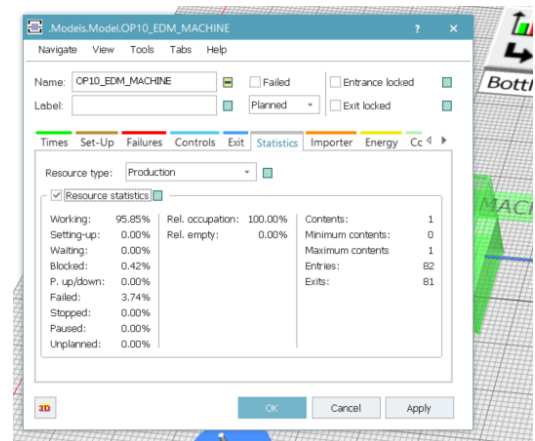 .Models.Model.OP10_EDM_MACHINE ? ×
Navigate View Tools Tabs Help
Name: OP10_EDM_MACHINE Failed Entrance locked
Label: Planned Exit locked
Times Set-Up Failures Controls Exit Statistics Importer Energy
Resource type: Production
Resource statistics
Working: 95.85% Rel. occupation: 100.00% Contents: 1
Setting-up: 0.00% Rel. empty: 0.00% Minimum contents: 0
Waiting: 0.00% Maximum contents 1
Blocked: 0.42% Entries: 82
P. up/down: 0.00% Exits: 81
Failed: 3.74%
Stopped: 0.00%
Paused: 0.00%
Unplanned: 0.00%
3D OK Cancel Apply